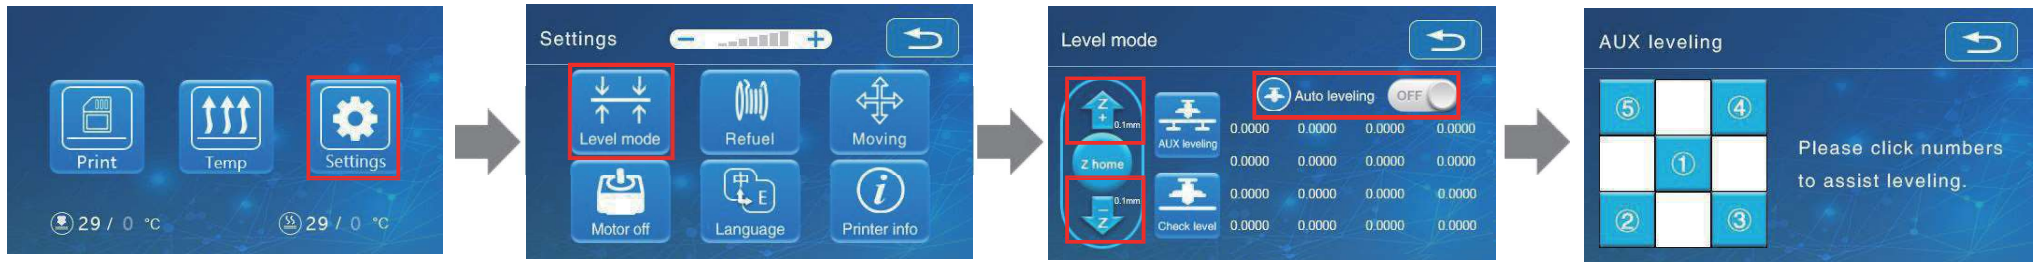 Print
Temp
Settings
29 / 0 °C
29 / 0 °C
Settings
Level mode
Refuel
Moving
中
E
Motor off
Language
Printer info
Level mode
Z
+
0.1mm
Z home
0.1mm
Z
AUX leveling
Check level
Auto leveling
OFF
0.0000 0.0000 0.0000 0.0000
0.0000 0.0000 0.0000 0.0000
0.0000 0.0000 0.0000 0.0000
0.0000 0.0000 0.0000 0.0000
AUX leveling
⑤ ④
①
② ③
Please click numbers
to assist leveling.